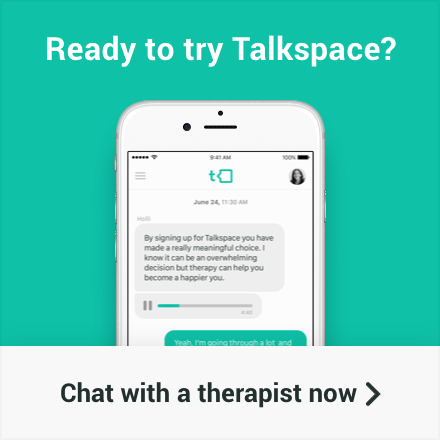 Ready to try Talkspace?
9:41 AM
100%
June 24, 11:30 AM
Holli
By signing up for Talkspace you have
made a really meaningful choice. I
know it can be an overwhelming
decision but therapy can help you
become a happier you.
4:40
Yeah, I'm going through a lot and
Chat with a therapist now